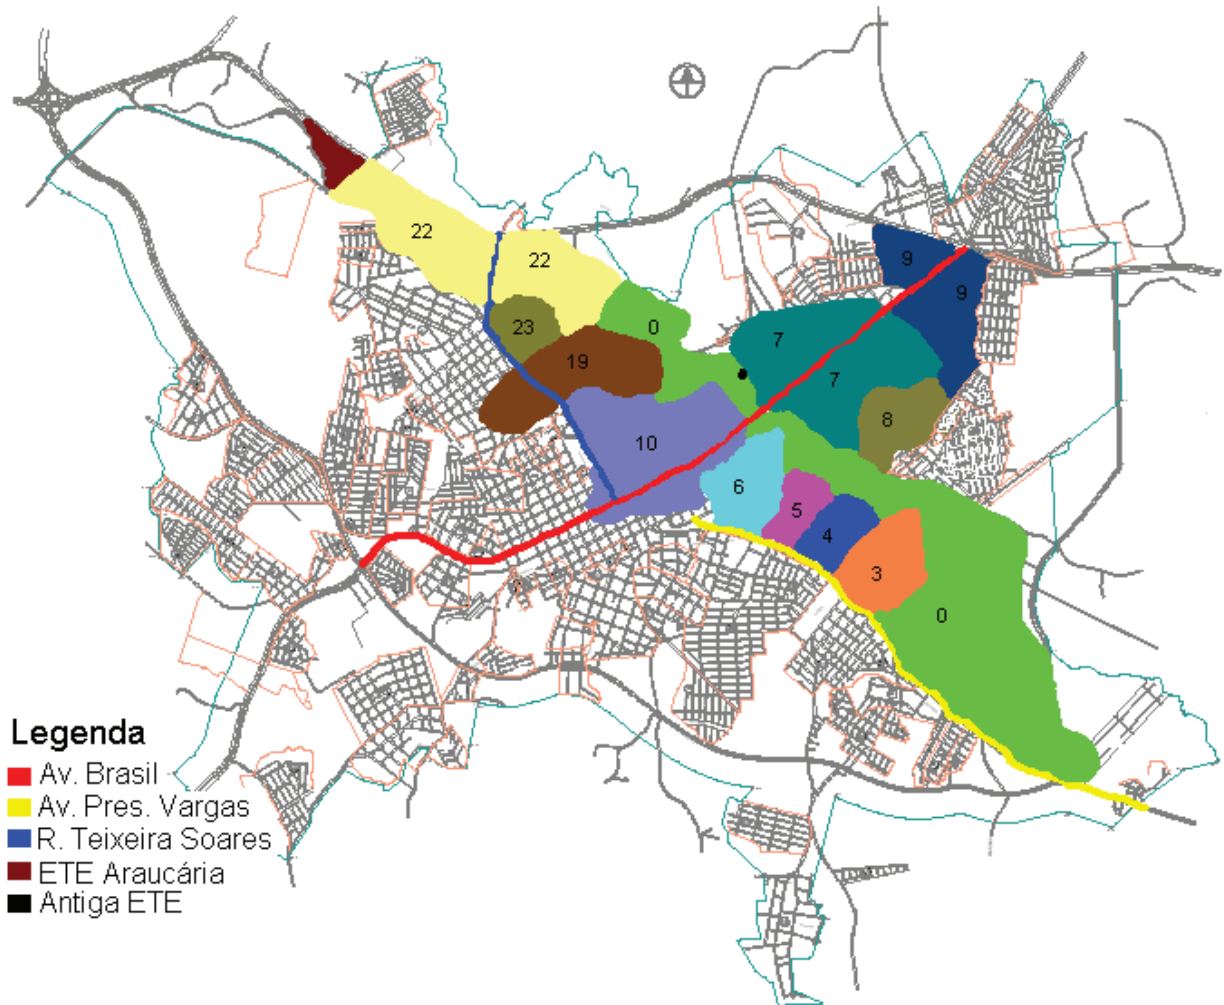 22
22
9
9
23
0
7
19
7
8
10
6
5
4
3
0
Legenda
Av. Brasil
Av. Pres. Vargas
R. Teixeira Soares
ETE Araucária
Antiga ETE